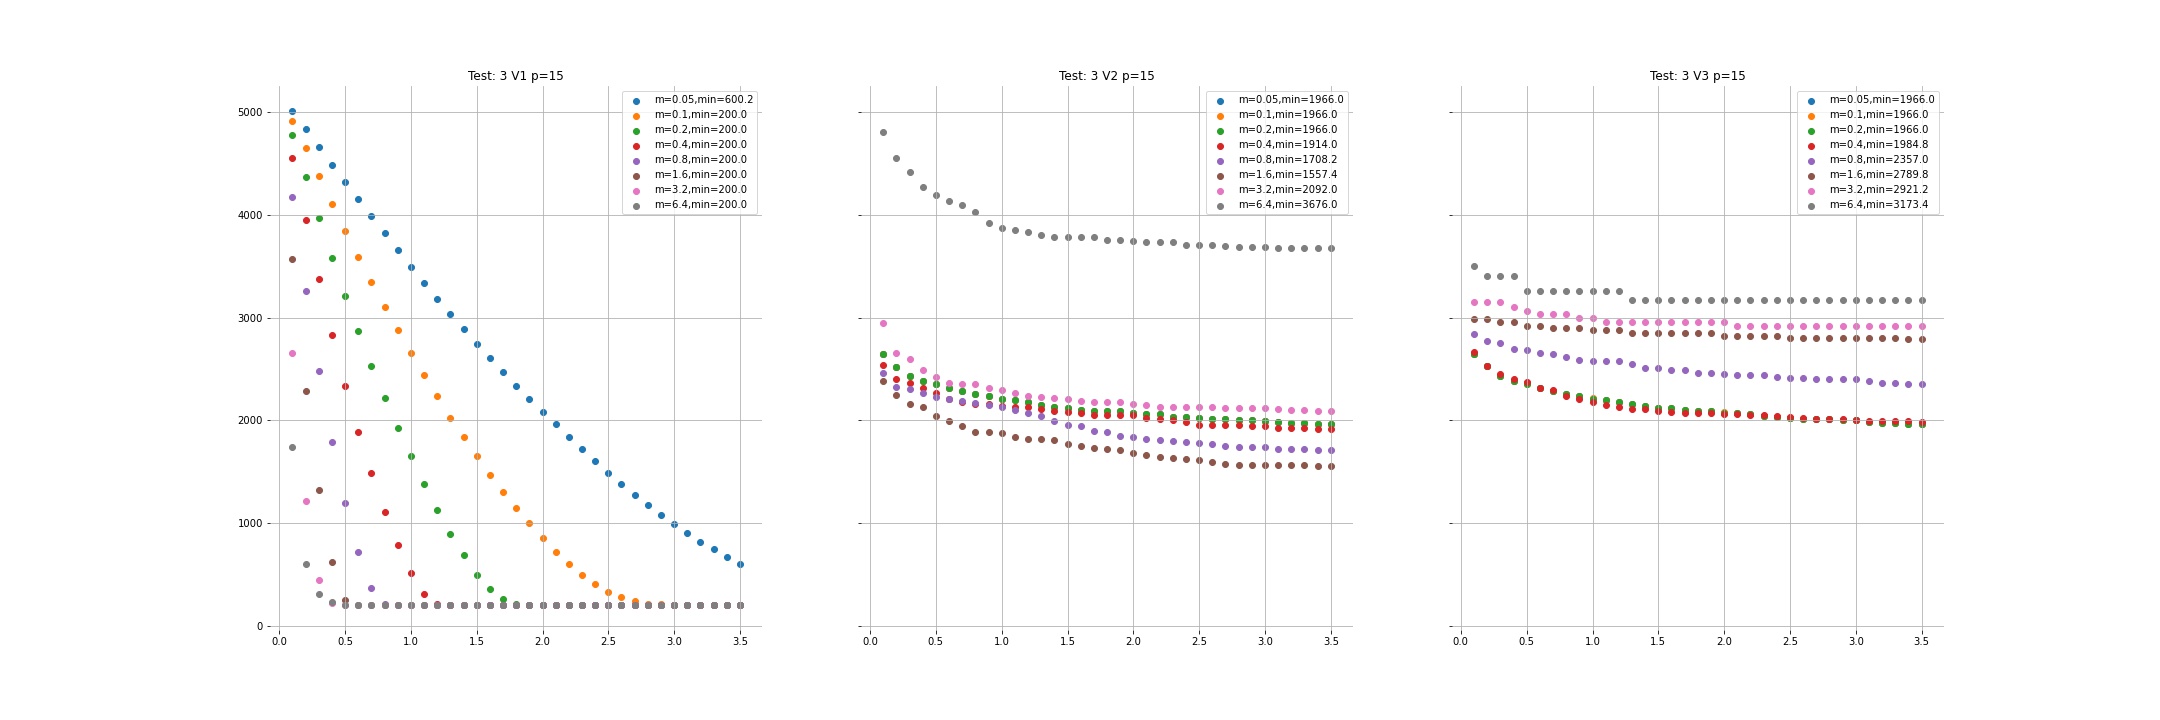 Test: 3 V1 p=15
m=0.05,min=600.2
m=0.1,min=200.0
m=0.2,min=200.0
m=0.4,min=200.0
m=0.8,min=200.0
m=1.6,min=200.0
m=3.2,min=200.0
m=6.4,min=200.0
5000
4000
3000
2000
1000
0
0.0 0.5 1.0 1.5 2.0 2.5 3.0 3.5
Test: 3 V2 p=15
m=0.05,min=1966.0
m=0.1,min=1966.0
m=0.2,min=1966.0
m=0.4,min=1914.0
m=0.8,min=1708.2
m=1.6,min=1557.4
m=3.2,min=2092.0
m=6.4,min=3676.0
0.0 0.5 1.0 1.5 2.0 2.5 3.0 3.5
Test: 3 V3 p=15
m=0.05,min=1966.0
m=0.1,min=1966.0
m=0.2,min=1966.0
m=0.4,min=1984.8
m=0.8,min=2357.0
m=1.6,min=2789.8
m=3.2,min=2921.2
m=6.4,min=3173.4
0.0 0.5 1.0 1.5 2.0 2.5 3.0 3.5